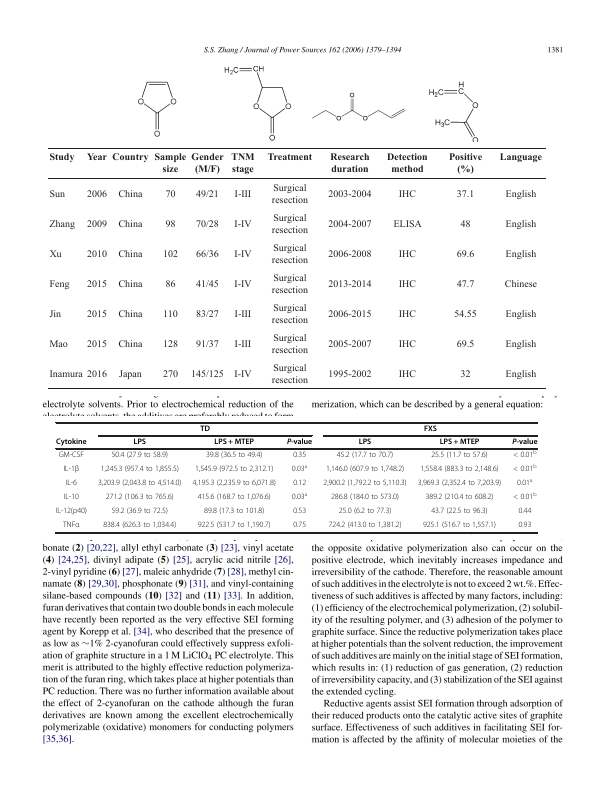 S.S. Zhang / Journal of Power Sources 162 (2006) 1379–1394 1381
H₂C=CH
O O
O
H₂C=CH
O O
O
O
O O
H₂C=C H
O
H₃C
O
Study Year Country Sample size Gender (M/F) TNM stage Treatment Research duration Detection method Positive (%) Language
Sun 2006 China 70 49/21 I-III Surgical resection 2003-2004 IHC 37.1 English
Zhang 2009 China 98 70/28 I-IV Surgical resection 2004-2007 ELISA 48 English
Xu 2010 China 102 66/36 I-IV Surgical resection 2006-2008 IHC 69.6 English
Feng 2015 China 86 41/45 I-IV Surgical resection 2013-2014 IHC 47.7 Chinese
Jin 2015 China 110 83/27 I-III Surgical resection 2006-2015 IHC 54.55 English
Mao 2015 China 128 91/37 I-III Surgical resection 2005-2007 IHC 69.5 English
Inamura 2016 Japan 270 145/125 I-IV Surgical resection 1995-2002 IHC 32 English
electrolyte solvents. Prior to electrochemical reduction of the
electrolyte solvents, the additives are preferably reduced to form
merization, which can be described by a general equation:
TD FXS
Cytokine LPS LPS + MTEP P-value LPS LPS + MTEP P-value
GM-CSF 50.4 (27.9 to 58.9) 39.8 (36.5 to 49.4) 0.35 45.2 (17.7 to 70.7) 25.5 (11.7 to 57.6) < 0.01b
IL-1β 1,245.3 (957.4 to 1,855.5) 1,545.9 (972.5 to 2,312.1) 0.03a 1,146.0 (607.9 to 1,748.2) 1,558.4 (883.3 to 2,148.6) < 0.01b
IL-6 3,203.9 (2,043.8 to 4,514.0) 4,195.3 (2,235.9 to 6,071.8) 0.12 2,900.2 (1,792.2 to 5,110.3) 3,969.3 (2,352.4 to 7,203.9) 0.01a
IL-10 271.2 (106.3 to 765.6) 415.6 (168.7 to 1,076.6) 0.03a 286.8 (184.0 to 573.0) 389.2 (210.4 to 608.2) < 0.01b
IL-12(p40) 59.2 (36.9 to 72.5) 89.8 (17.3 to 101.8) 0.53 25.0 (6.2 to 77.3) 43.7 (22.5 to 96.3) 0.44
TNFα 838.4 (626.3 to 1,034.4) 922.5 (531.7 to 1,190.7) 0.75 724.2 (413.0 to 1,381.2) 925.1 (516.7 to 1,557.1) 0.93
bonate (2) [20,22], allyl ethyl carbonate (3) [23], vinyl acetate
(4) [24,25], divinyl adipate (5) [25], acrylic acid nitrile [26],
2-vinyl pyridine (6) [27], maleic anhydride (7) [28], methyl cin-
namate (8) [29,30], phosphonate (9) [31], and vinyl-containing
silane-based compounds (10) [32] and (11) [33]. In addition,
furan derivatives that contain two double bonds in each molecule
have recently been reported as the very effective SEI forming
agent by Korepp et al. [34], who described that the presence of
as low as ∼1% 2-cyanofuran could effectively suppress exfoli-
ation of graphite structure in a 1 M LiClO₄ PC electrolyte. This
merit is attributed to the highly effective reduction polymeriza-
tion of the furan ring, which takes place at higher potentials than
PC reduction. There was no further information available about
the effect of 2-cyanofuran on the cathode although the furan
derivatives are known among the excellent electrochemically
polymerizable (oxidative) monomers for conducting polymers
[35,36].
the opposite oxidative polymerization also can occur on the
positive electrode, which inevitably increases impedance and
irreversibility of the cathode. Therefore, the reasonable amount
of such additives in the electrolyte is not to exceed 2 wt.%. Effec-
tiveness of such additives is affected by many factors, including:
(1) efficiency of the electrochemical polymerization, (2) solubil-
ity of the resulting polymer, and (3) adhesion of the polymer to
graphite surface. Since the reductive polymerization takes place
at higher potentials than the solvent reduction, the improvement
of such additives are mainly on the initial stage of SEI formation,
which results in: (1) reduction of gas generation, (2) reduction
of irreversibility capacity, and (3) stabilization of the SEI against
the extended cycling.
Reductive agents assist SEI formation through adsorption of
their reduced products onto the catalytic active sites of graphite
surface. Effectiveness of such additives in facilitating SEI for-
mation is affected by the affinity of molecular moieties of the